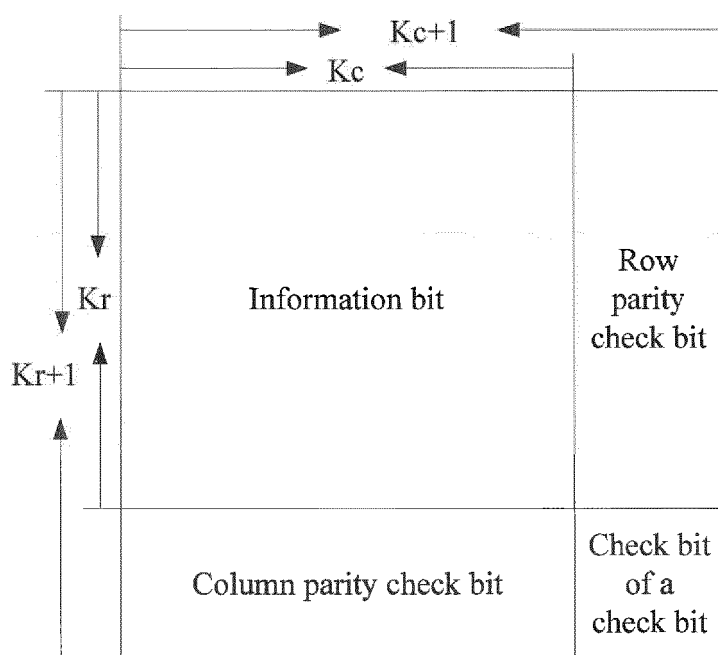 Kc+1
Kc
Kr
Kr+1
Information bit
Row
parity
check bit
Column parity check bit
Check bit
of a
check bit